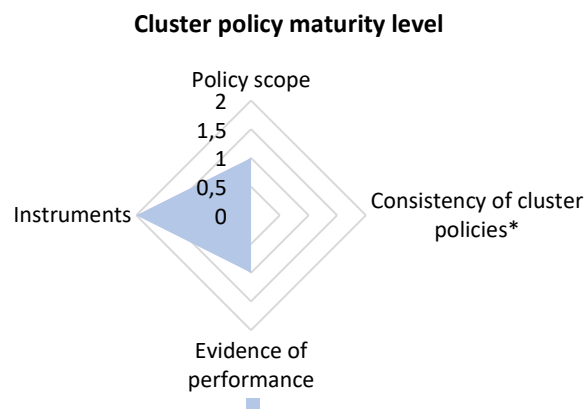 Cluster policy maturity level
Policy scope
2
1,5
1
0,5
0
Instruments
Consistency of cluster
policies*
Evidence of
performance